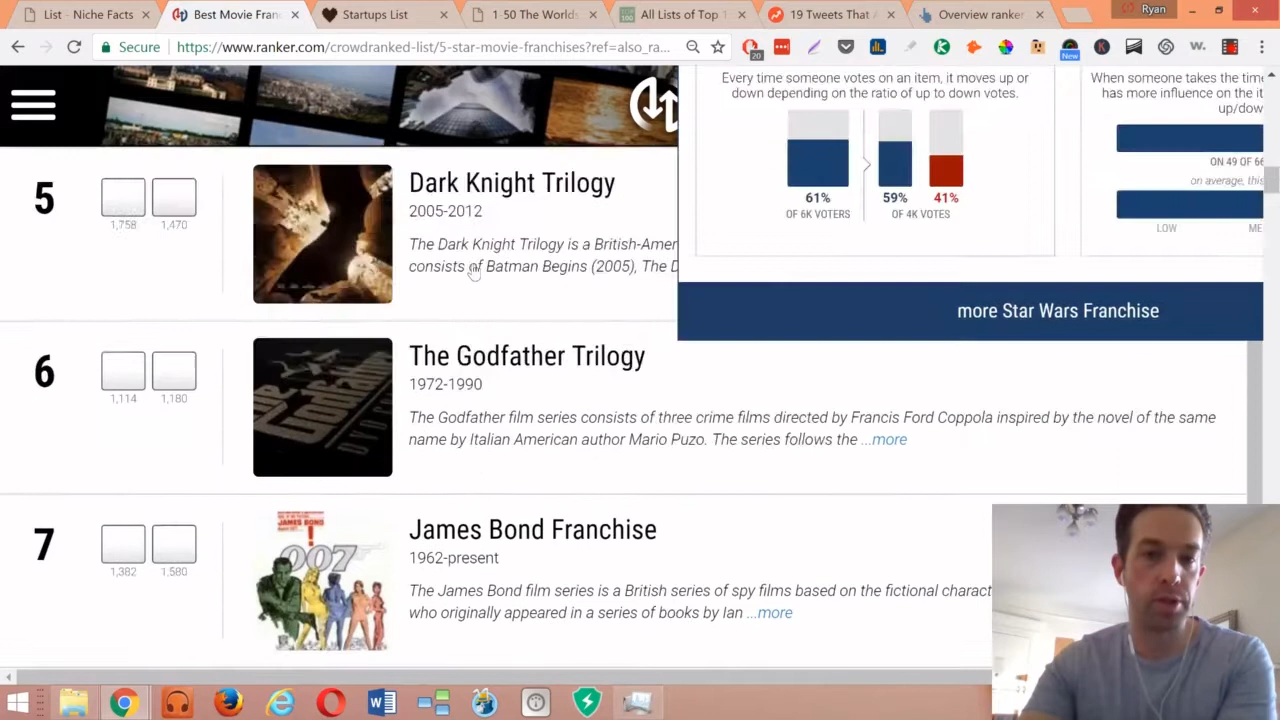 List - Niche Facts
Best Movie Fran
Startups List
1-50 The Worlds
All Lists of Top 1
19 Tweets That A
Overview ranker
Ryan
Secure
https://www.ranker.com/crowdranked-list/5-star-movie-franchises?ref=also_ra...
20
New
Every time someone votes on an item, it moves up or
down depending on the ratio of up to down votes.
61%
OF 6K VOTERS
59%
41%
OF 4K VOTES
When someone takes the time
has more influence on the it
up/dow
ON 49 OF 66
on average, this
LOW
ME
more Star Wars Franchise
5
1,758
1,470
Dark Knight Trilogy
2005-2012
The Dark Knight Trilogy is a British-Amer
consists of Batman Begins (2005), The D
6
1,114
1,180
The Godfather Trilogy
1972-1990
The Godfather film series consists of three crime films directed by Francis Ford Coppola inspired by the novel of the same
name by Italian American author Mario Puzo. The series follows the ...more
7
1,382
1,580
JAMES BOND
007
James Bond Franchise
1962-present
The James Bond film series is a British series of spy films based on the fictional charact
who originally appeared in a series of books by Ian ...more